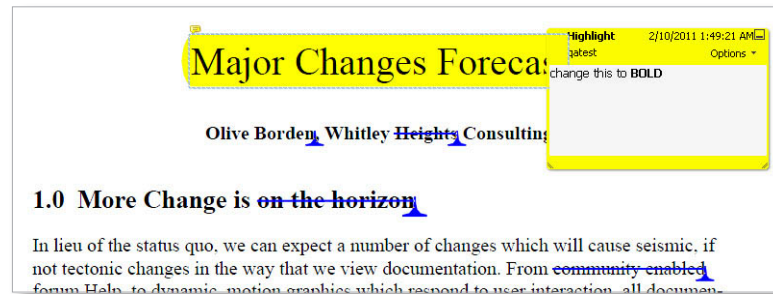 Major Changes Forecas
Highlight 2/10/2011 1:49:21 AM
Options
change this to BOLD
Olive Borden, Whitley Heights Consulting
1.0 More Change is on the horizon
In lieu of the status quo, we can expect a number of changes which will cause seismic, if
not tectonic changes in the way that we view documentation. From community enabled
forum Help, to dynamic, motion graphics which respond to user interaction, all documen-